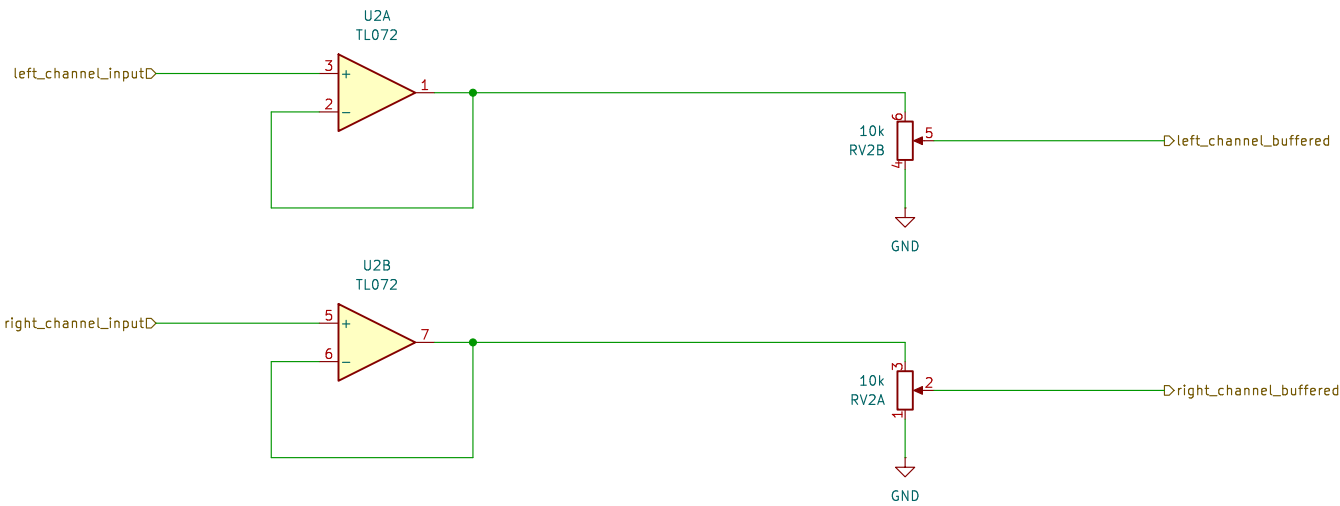 U2A
TL072
left_channel_input
3
+
2
−
1
6
10k
RV2B
5
4
left_channel_buffered
GND
U2B
TL072
right_channel_input
5
+
6
−
7
3
10k
RV2A
2
1
right_channel_buffered
GND